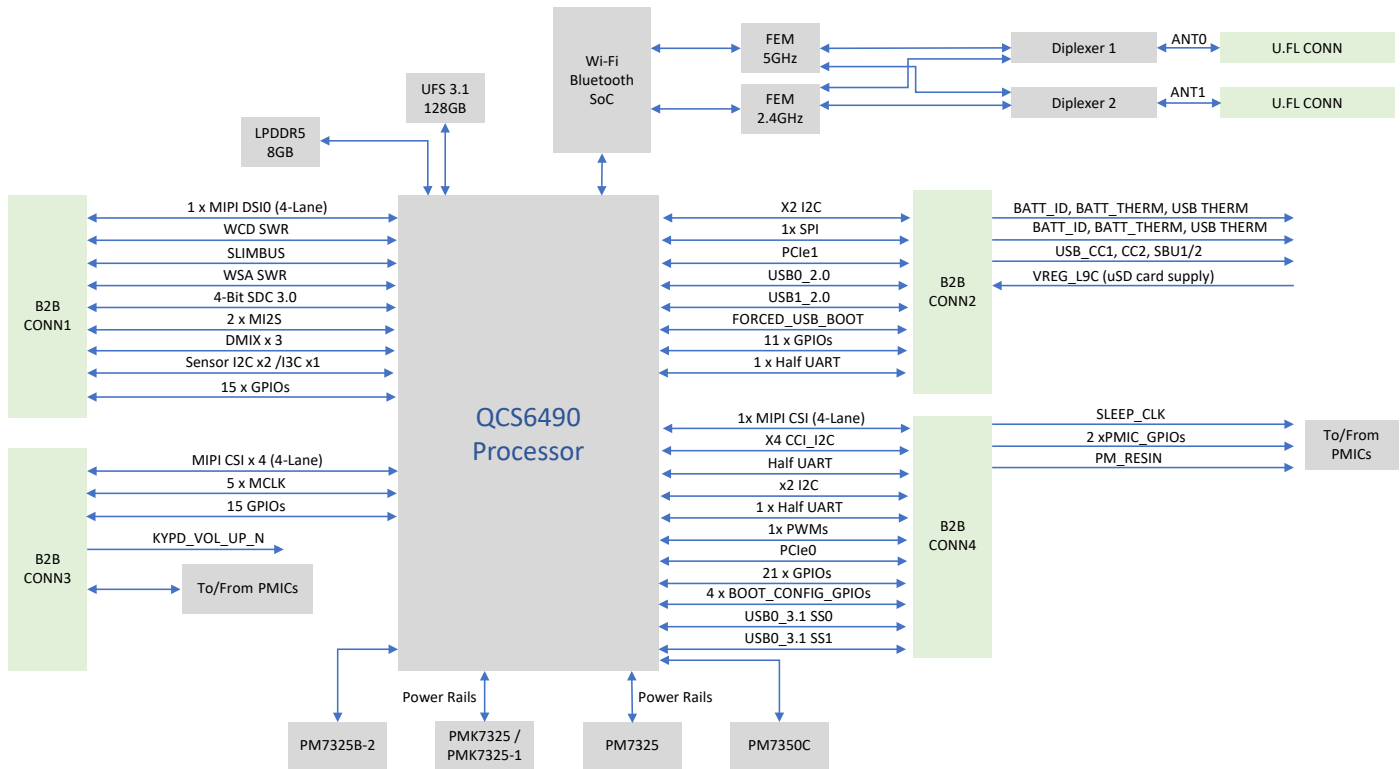 Wi-Fi
Bluetooth
SoC
FEM
5GHz
FEM
2.4GHz
Diplexer 1
ANT0
U.FL CONN
Diplexer 2
ANT1
U.FL CONN
UFS 3.1
128GB
LPDDR5
8GB
B2B
CONN1
1 x MIPI DSI0 (4-Lane)
WCD SWR
SLIMBUS
WSA SWR
4-Bit SDC 3.0
2 x MI2S
DMIX x 3
Sensor I2C x2 /I3C x1
15 x GPIOs
B2B
CONN3
MIPI CSI x 4 (4-Lane)
5 x MCLK
15 GPIOs
KYPD_VOL_UP_N
To/From PMICs
QCS6490
Processor
X2 I2C
1x SPI
PCIe1
USB0_2.0
USB1_2.0
FORCED_USB_BOOT
11 x GPIOs
1 x Half UART
B2B
CONN2
BATT_ID, BATT_THERM, USB THERM
BATT_ID, BATT_THERM, USB THERM
USB_CC1, CC2, SBU1/2
VREG_L9C (uSD card supply)
1x MIPI CSI (4-Lane)
X4 CCI_I2C
Half UART
x2 I2C
1 x Half UART
1x PWMs
PCIe0
21 x GPIOs
4 x BOOT_CONFIG_GPIOs
USB0_3.1 SS0
USB0_3.1 SS1
B2B
CONN4
SLEEP_CLK
2 xPMIC_GPIOs
PM_RESIN
To/From
PMICs
Power Rails
Power Rails
PM7325B-2
PMK7325 /
PMK7325-1
PM7325
PM7350C